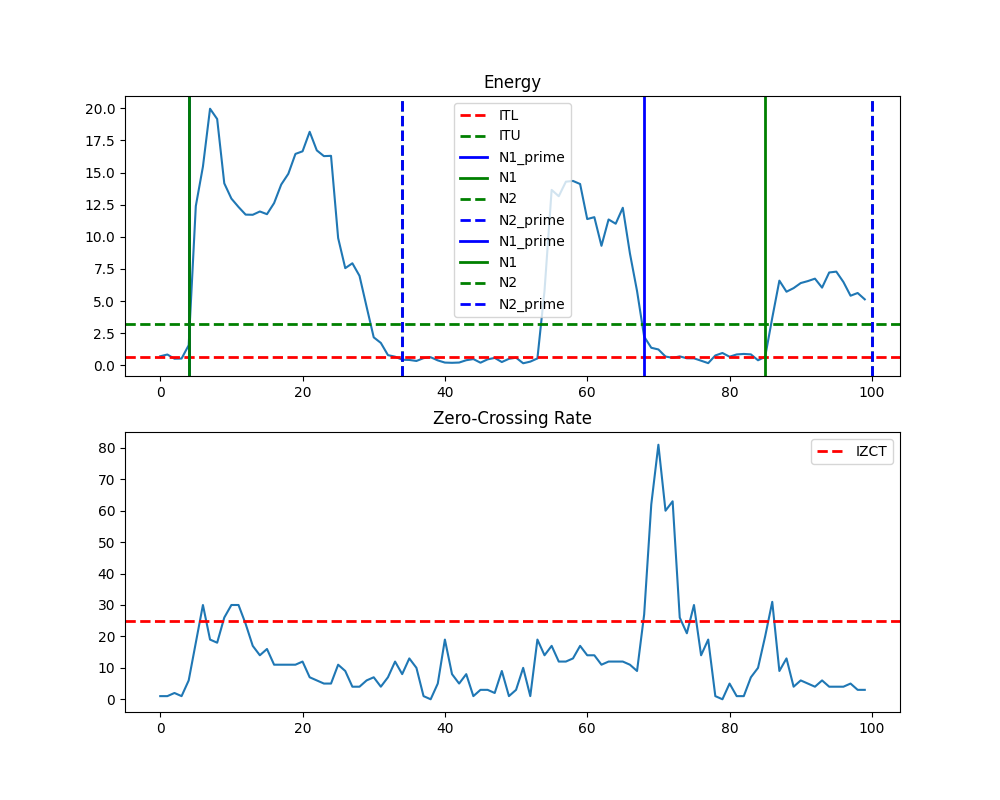 Energy
20.0
17.5
15.0
12.5
10.0
7.5
5.0
2.5
0.0
ITL
ITU
N1_prime
N1
N2
N2_prime
N1_prime
N1
N2
N2_prime
0 20 40 60 80 100
Zero-Crossing Rate
80
70
60
50
40
30
20
10
0
IZCT
0 20 40 60 80 100